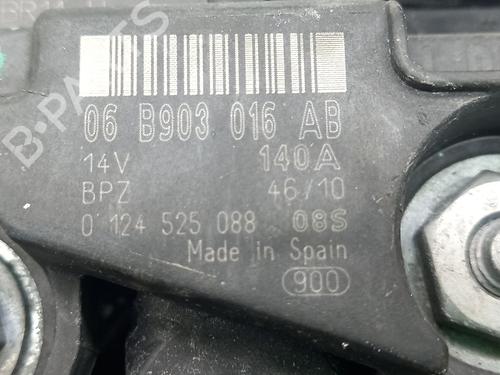 B-PARTS
06 B903 016 AB
14V 140A
BPZ 46/10
0 124 525 088 08S
Made in Spain
900